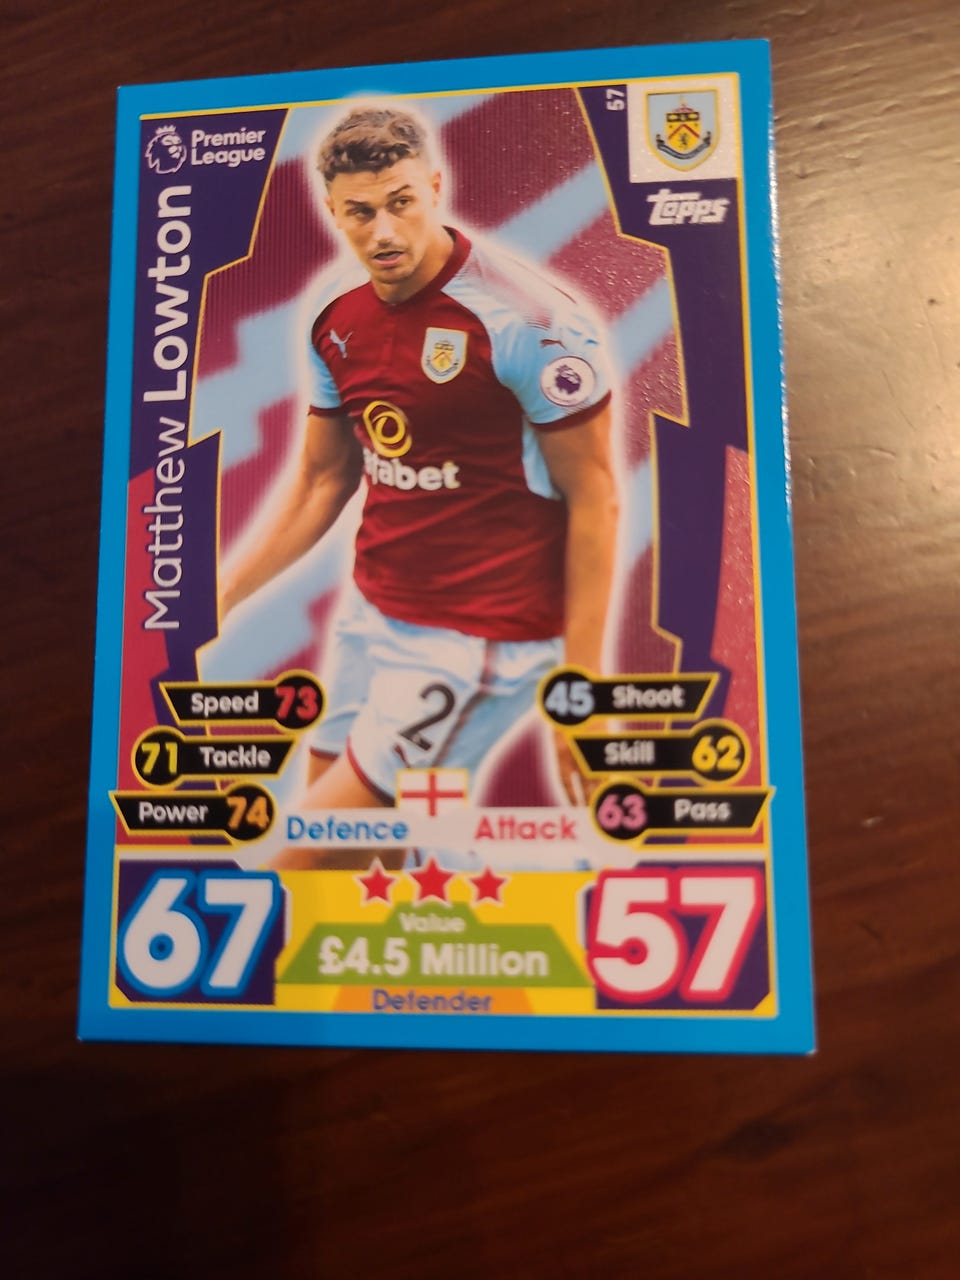 Premier
League
57
topps
Matthew Lowton
2
Speed 73
45 Shoot
71 Tackle
Skill 62
Power 74
63 Pass
Defence
Attack
67
57
Value
£4.5 Million
Defender